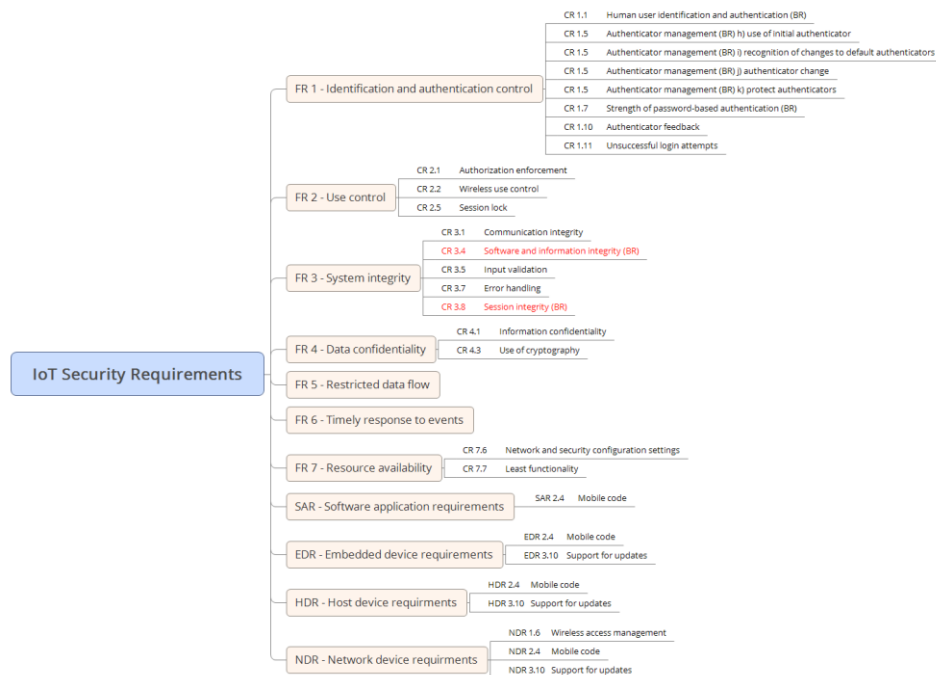 IoT Security Requirements
FR 1 - Identification and authentication control
CR 1.1 Human user identification and authentication (BR)
CR 1.5 Authenticator management (BR) h) use of initial authenticator
CR 1.5 Authenticator management (BR) i) recognition of changes to default authenticators
CR 1.5 Authenticator management (BR) j) authenticator change
CR 1.5 Authenticator management (BR) k) protect authenticators
CR 1.7 Strength of password-based authentication (BR)
CR 1.10 Authenticator feedback
CR 1.11 Unsuccessful login attempts
FR 2 - Use control
CR 2.1 Authorization enforcement
CR 2.2 Wireless use control
CR 2.5 Session lock
FR 3 - System integrity
CR 3.1 Communication integrity
CR 3.4 Software and information integrity (BR)
CR 3.5 Input validation
CR 3.7 Error handling
CR 3.8 Session integrity (BR)
FR 4 - Data confidentiality
CR 4.1 Information confidentiality
CR 4.3 Use of cryptography
FR 5 - Restricted data flow
FR 6 - Timely response to events
FR 7 - Resource availability
CR 7.6 Network and security configuration settings
CR 7.7 Least functionality
SAR - Software application requirements
SAR 2.4 Mobile code
EDR - Embedded device requirements
EDR 2.4 Mobile code
EDR 3.10 Support for updates
HDR - Host device requirments
HDR 2.4 Mobile code
HDR 3.10 Support for updates
NDR - Network device requirments
NDR 1.6 Wireless access management
NDR 2.4 Mobile code
NDR 3.10 Support for updates